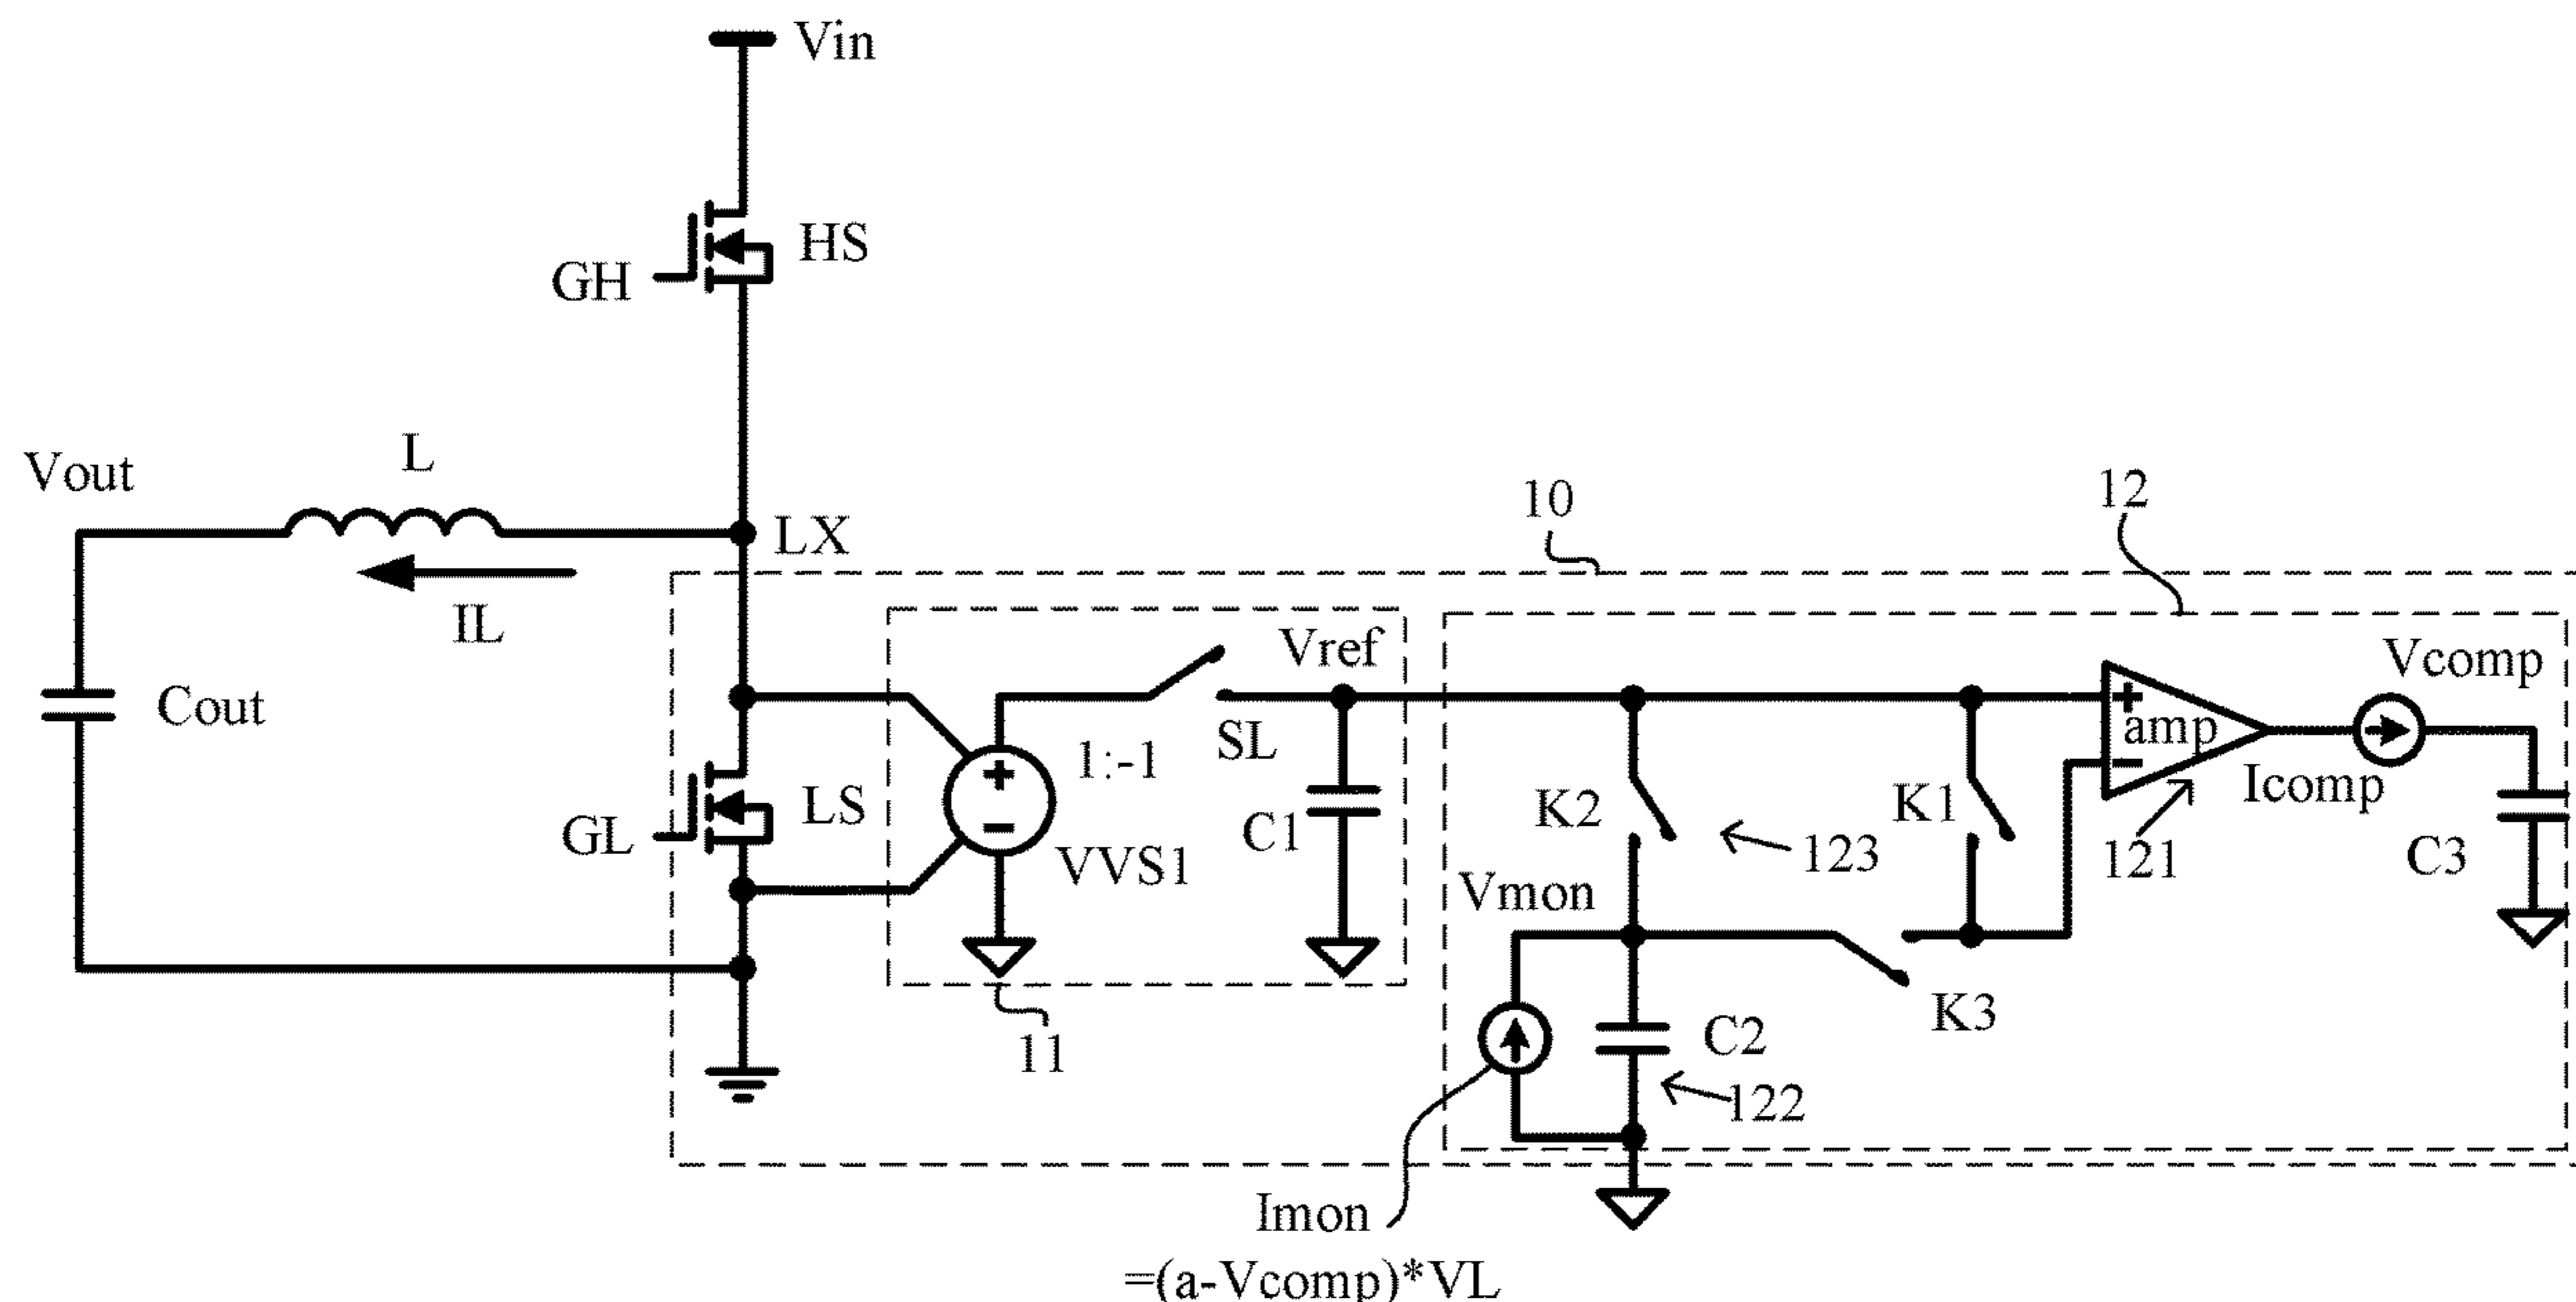 Vin
HS
GH
L
Vout
LX
10
12
IL
Vref
Vcomp
Cout
SL
1:-1
amp
K2
K1
Icomp
LS
GL
C1
123
121
C3
VVS1
Vmon
K3
11
C2
122
Imon
=(a-Vcomp)*VL